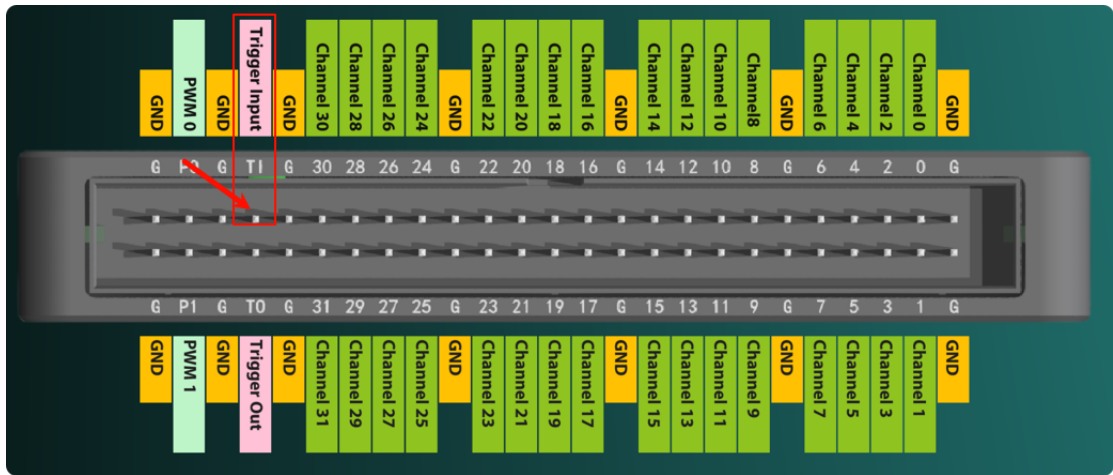 GND PWM 0 GND Trigger Input GND Channel 30 Channel 28 Channel 26 Channel 24 GND Channel 22 Channel 20 Channel 18 Channel 16 GND Channel 14 Channel 12 Channel 10 Channel8 GND Channel 6 Channel 4 Channel 2 Channel 0 GND
G P0 G TI G 30 28 26 24 G 22 20 18 16 G 14 12 10 8 G 6 4 2 0 G
G P1 G TO G 31 29 27 25 G 23 21 19 17 G 15 13 11 9 G 7 5 3 1 G
GND PWM 1 GND Trigger Out GND Channel 31 Channel 29 Channel 27 Channel 25 GND Channel 23 Channel 21 Channel 19 Channel 17 GND Channel 15 Channel 13 Channel 11 Channel 9 GND Channel 7 Channel 5 Channel 3 Channel 1 GND